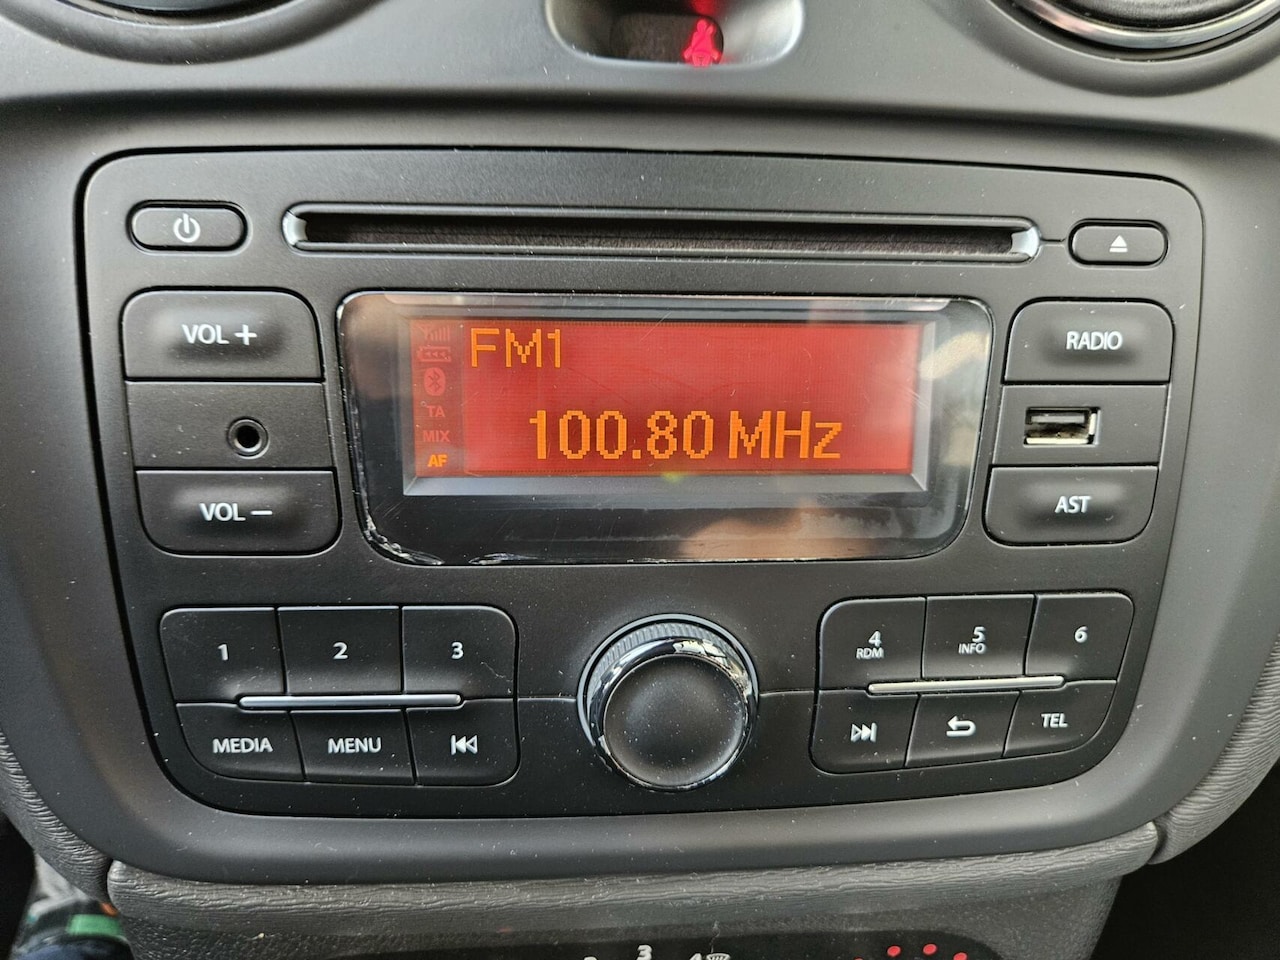 VOL +
FM1
TA
MIX
AF
100.80 MHz
RADIO
VOL −
AST
1
2
3
4
RDM
5
INFO
6
MEDIA
MENU
TEL
3